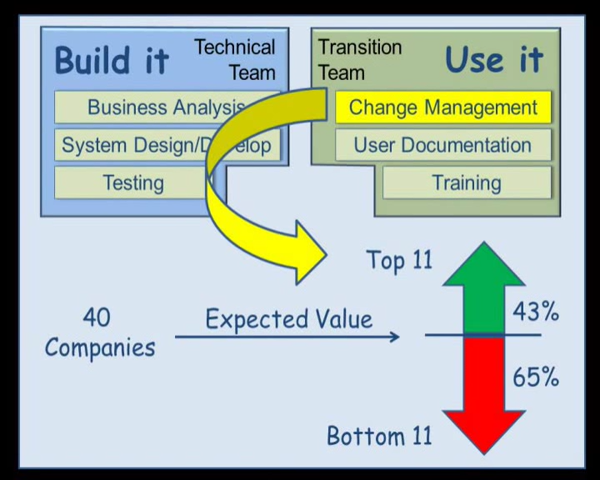 Build it
Technical
Team
Business Analysis
System Design/Develop
Testing
Transition
Team
Use it
Change Management
User Documentation
Training
Top 11
43%
40
Companies
Expected Value
65%
Bottom 11